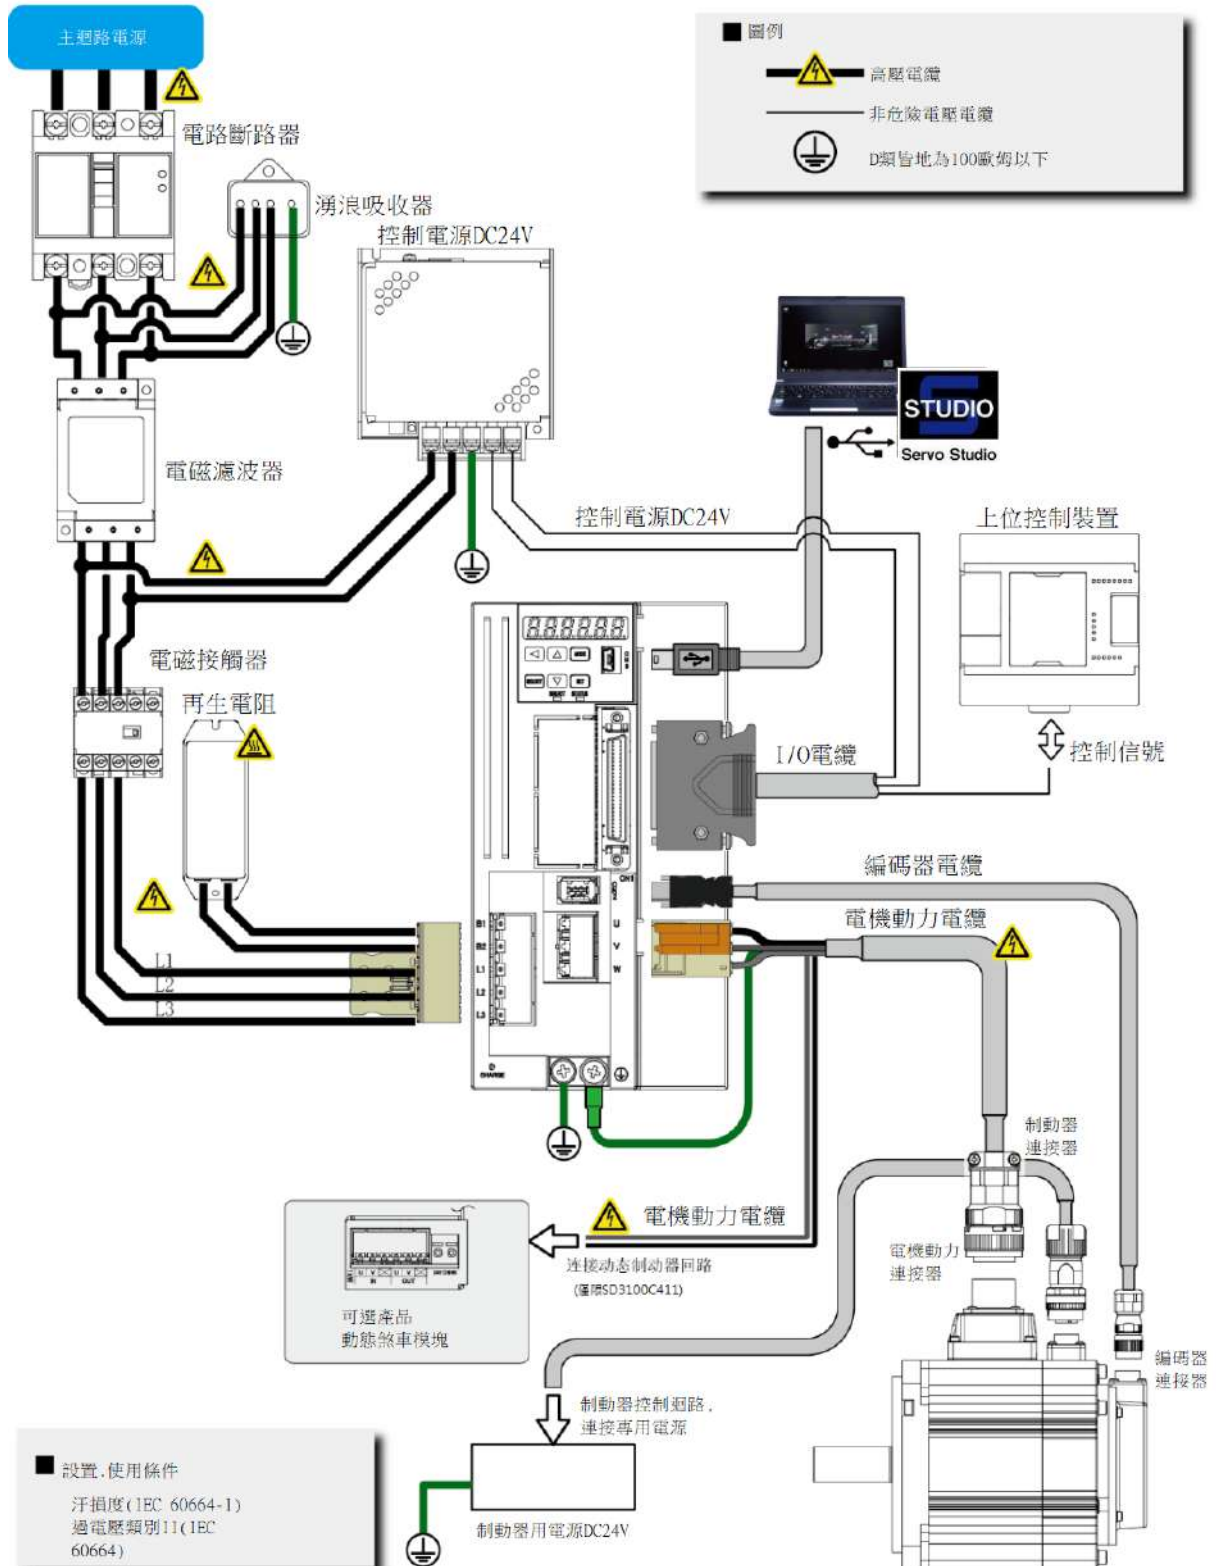 主迴路電源
■ 圖例
高壓電纜
非危險電壓電纜
D類皆地為100歐姆以下
電路斷路器
湧浪吸收器
控制電源DC24V
STUDIO
Servo Studio
電磁濾波器
控制電源DC24V
上位控制裝置
電磁接觸器
再生電阻
I/O電纜
控制信號
編碼器電纜
電機動力電纜
CN1
B1
B2
L1
L2
L3
U
V
W
L1
L2
L3
CHARGE
制動器
連接器
電機動力電纜
连接动态制动器回路
(僅限SD3100C411)
電機動力
連接器
U V U V
IN OUT
可選產品
動態煞車模塊
編碼器
連接器
制動器控制迴路.
連接專用電源
制動器用電源DC24V
■ 設置.使用條件
汙損度(IEC 60664-1)
過電壓類別II(IEC
60664)